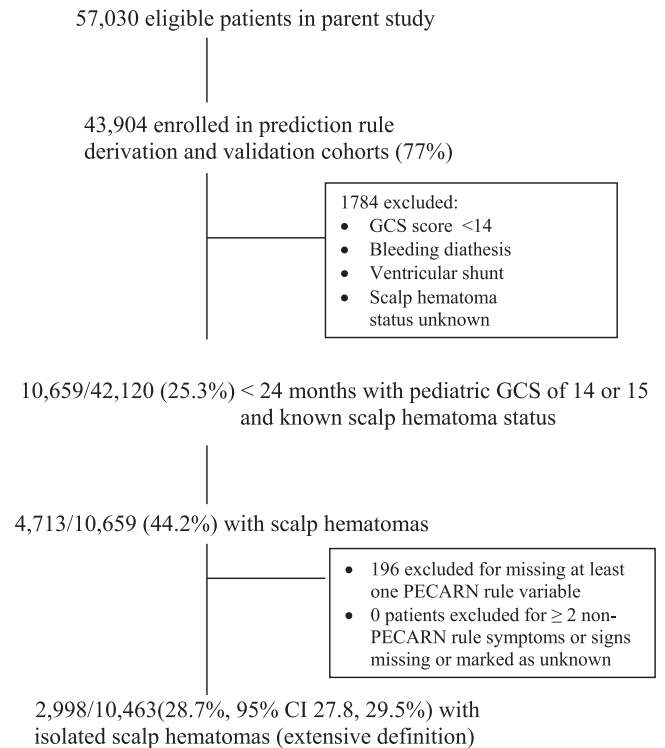 57,030 eligible patients in parent study
43,904 enrolled in prediction rule
derivation and validation cohorts (77%)
1784 excluded:
• GCS score <14
• Bleeding diathesis
• Ventricular shunt
• Scalp hematoma
status unknown
10,659/42,120 (25.3%) < 24 months with pediatric GCS of 14 or 15
and known scalp hematoma status
4,713/10,659 (44.2%) with scalp hematomas
• 196 excluded for missing at least
one PECARN rule variable
• 0 patients excluded for ≥ 2 non-
PECARN rule symptoms or signs
missing or marked as unknown
2,998/10,463(28.7%, 95% CI 27.8, 29.5%) with
isolated scalp hematomas (extensive definition)